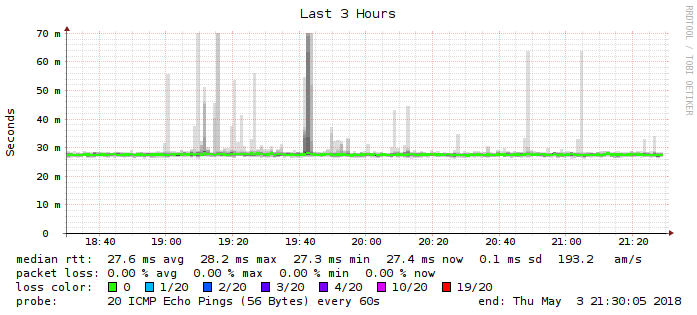 Last 3 Hours
RRDTOOL / TOBI OETIKER
Seconds
70 m
60 m
50 m
40 m
30 m
20 m
10 m
0
18:40 19:00 19:20 19:40 20:00 20:20 20:40 21:00 21:20
median rtt: 27.6 ms avg 28.2 ms max 27.3 ms min 27.4 ms now 0.1 ms sd 193.2 am/s
packet loss: 0.00 % avg 0.00 % max 0.00 % min 0.00 % now
loss color: 0 1/20 2/20 3/20 4/20 10/20 19/20
probe: 20 ICMP Echo Pings (56 Bytes) every 60s end: Thu May 3 21:30:05 2018